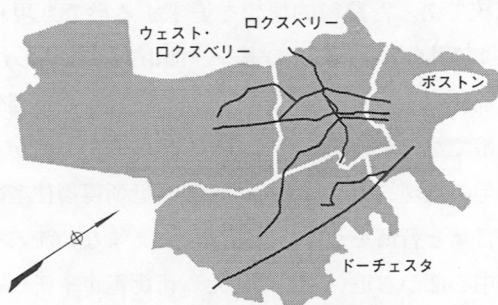 ウェスト・
ロクスベリー
ロクスベリー
ボストン
ドーチェスタ